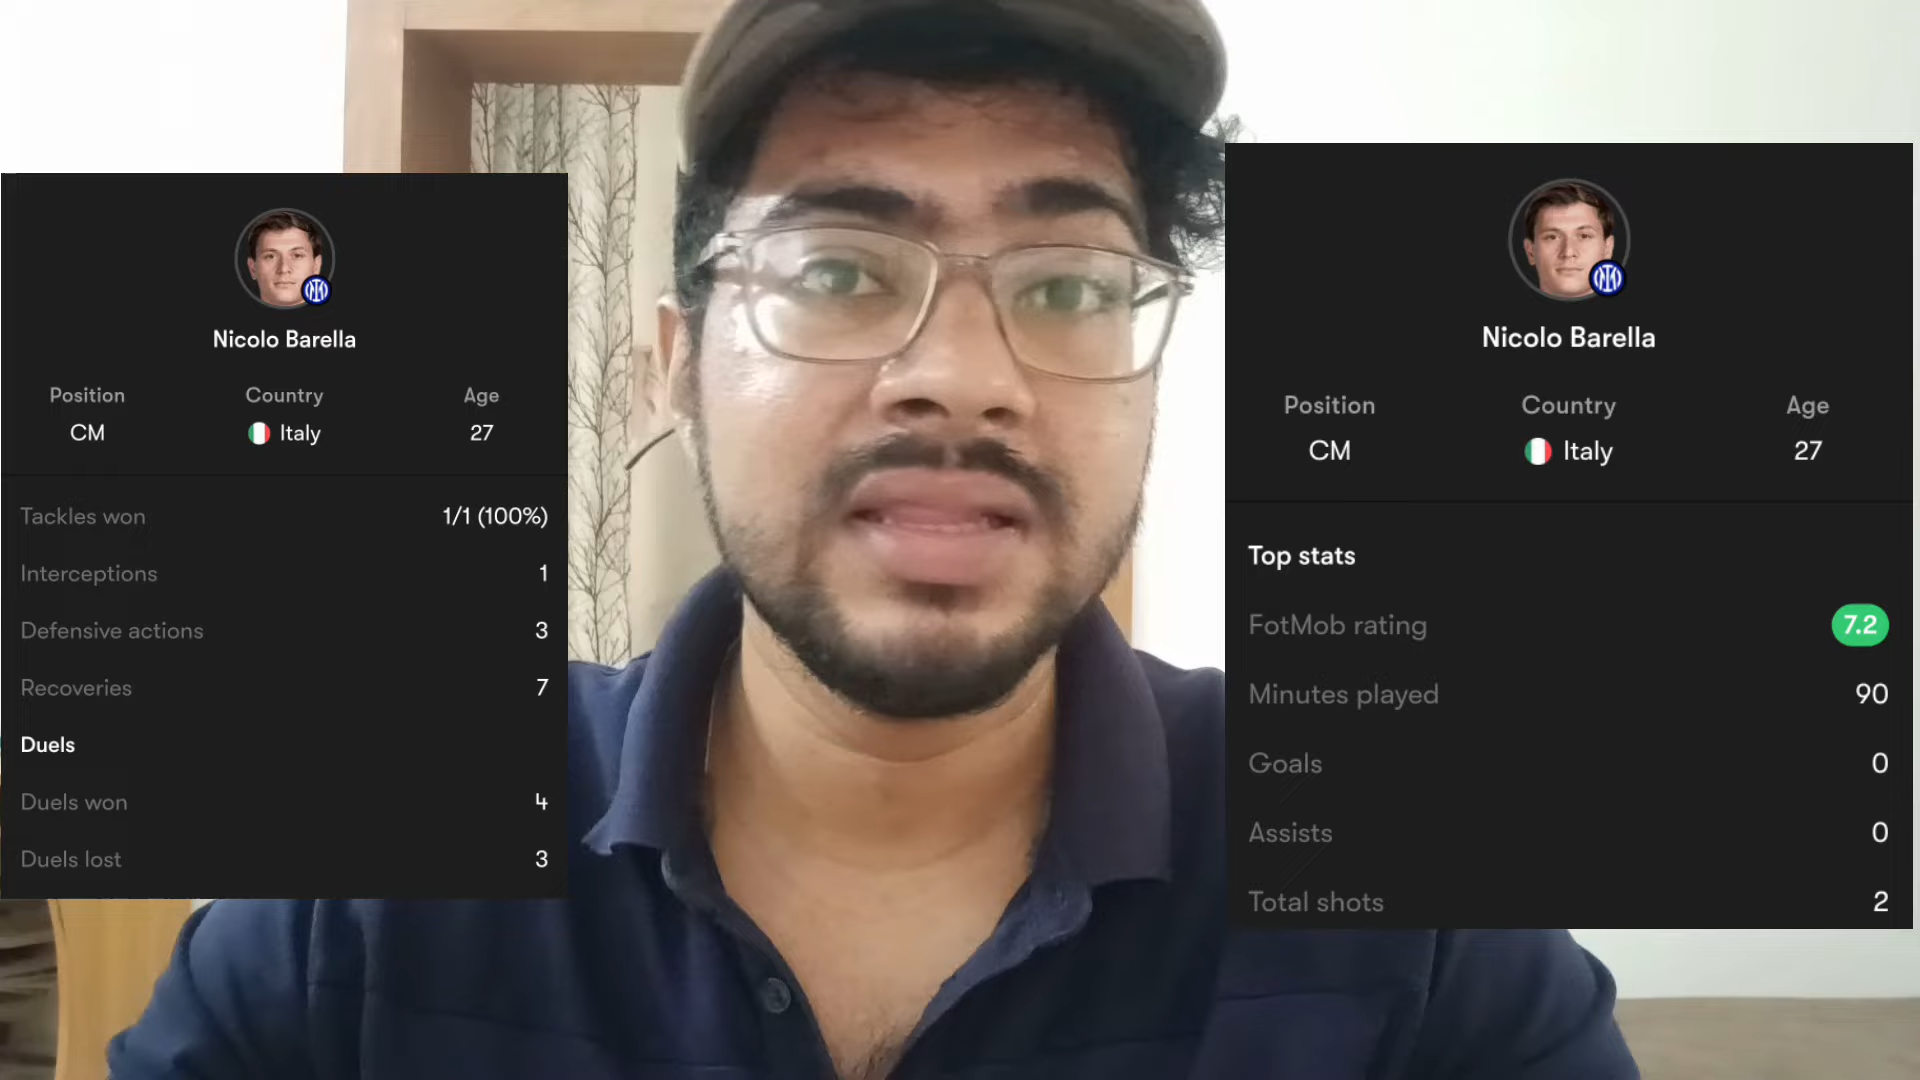 Nicolo Barella
Position Country Age
CM Italy 27
Tackles won 1/1 (100%)
Interceptions 1
Defensive actions 3
Recoveries 7
Duels
Duels won 4
Duels lost 3
Nicolo Barella
Position Country Age
CM Italy 27
Top stats
FotMob rating 7.2
Minutes played 90
Goals 0
Assists 0
Total shots 2